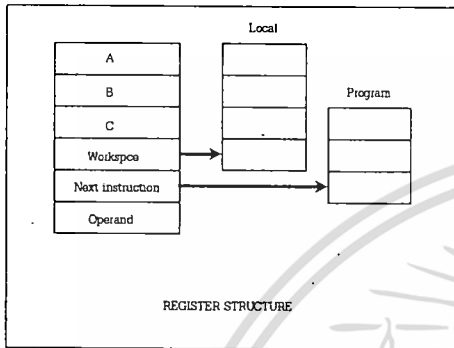 Local
A
B
Program
C
Workspce
Next instruction
Operand
REGISTER STRUCTURE